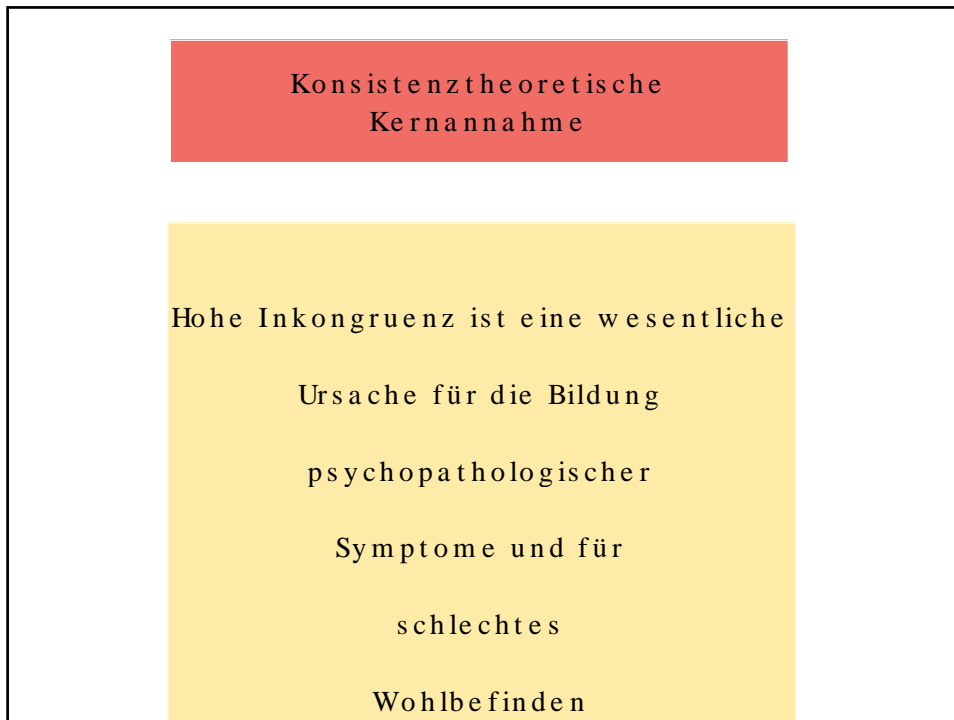 Konsistenztheoretische
Kernannahme
Hohe Inkongruenz ist eine wesentliche
Ursache für die Bildung
psychopathologischer
Symptome und für
schlechtes
Wohlbefinden